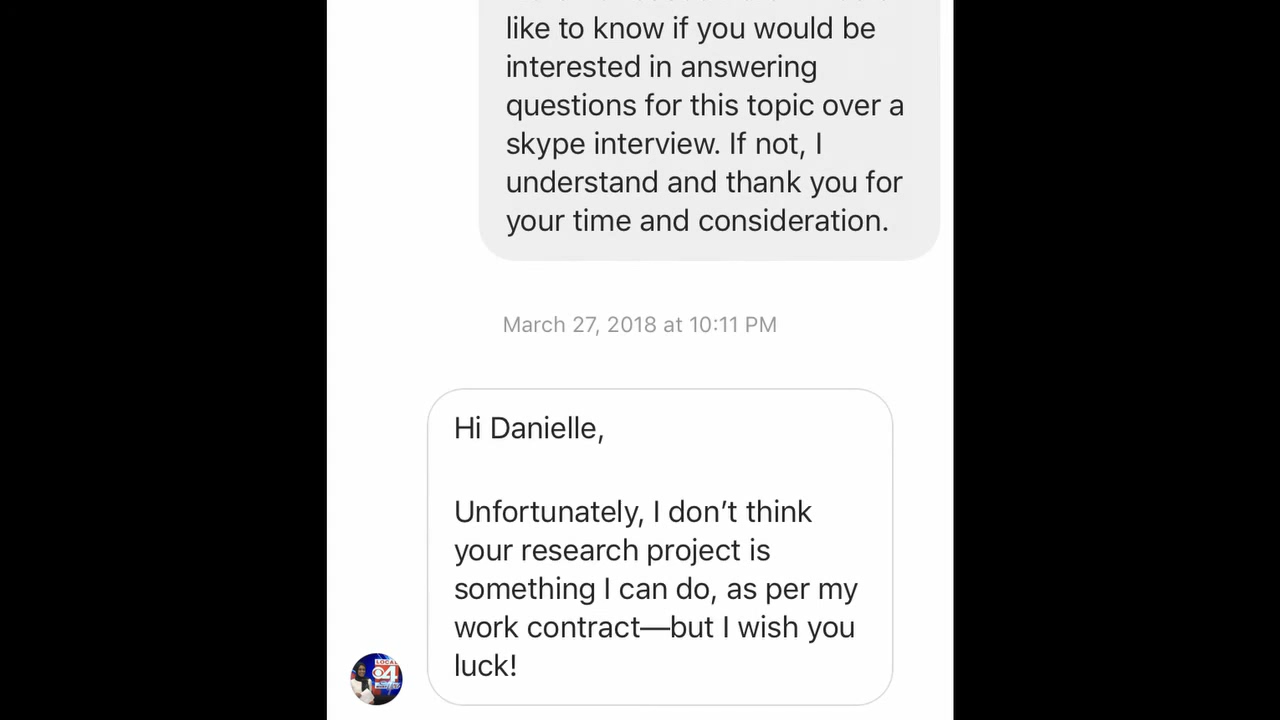 like to know if you would be
interested in answering
questions for this topic over a
skype interview. If not, I
understand and thank you for
your time and consideration.
March 27, 2018 at 10:11 PM
Hi Danielle,
Unfortunately, I don’t think
your research project is
something I can do, as per my
work contract—but I wish you
luck!
LOCAL
4